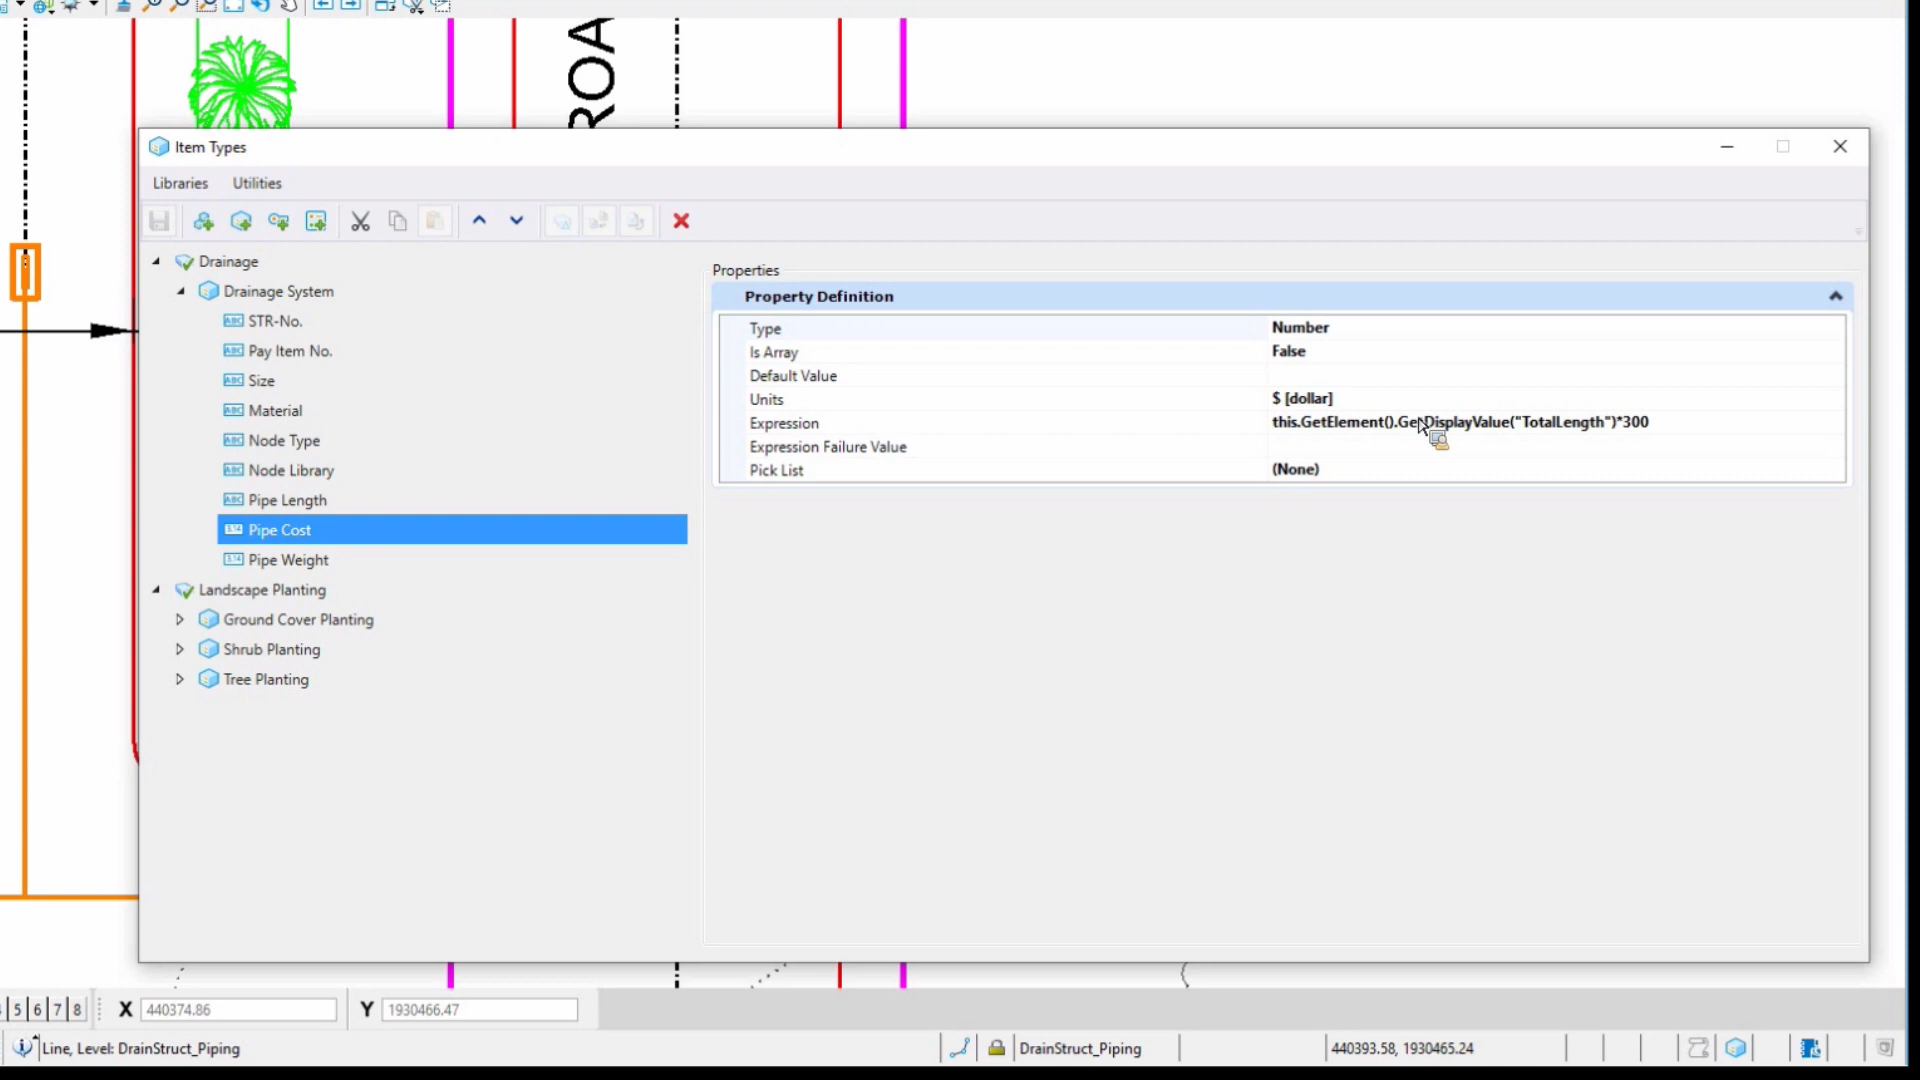 ROA
Item Types
Libraries Utilities
Drainage
Drainage System
STR-No.
Pay Item No.
Size
Material
Node Type
Node Library
Pipe Length
Pipe Cost
Pipe Weight
Landscape Planting
Ground Cover Planting
Shrub Planting
Tree Planting
Properties
Property Definition
Type Number
Is Array False
Default Value
Units $ [dollar]
Expression this.GetElement().GetDisplayValue("TotalLength")*300
Expression Failure Value
Pick List (None)
5 6 7 8 X 440374.86 Y 1930466.47
Line, Level: DrainStruct_Piping DrainStruct_Piping 440393.58, 1930465.24